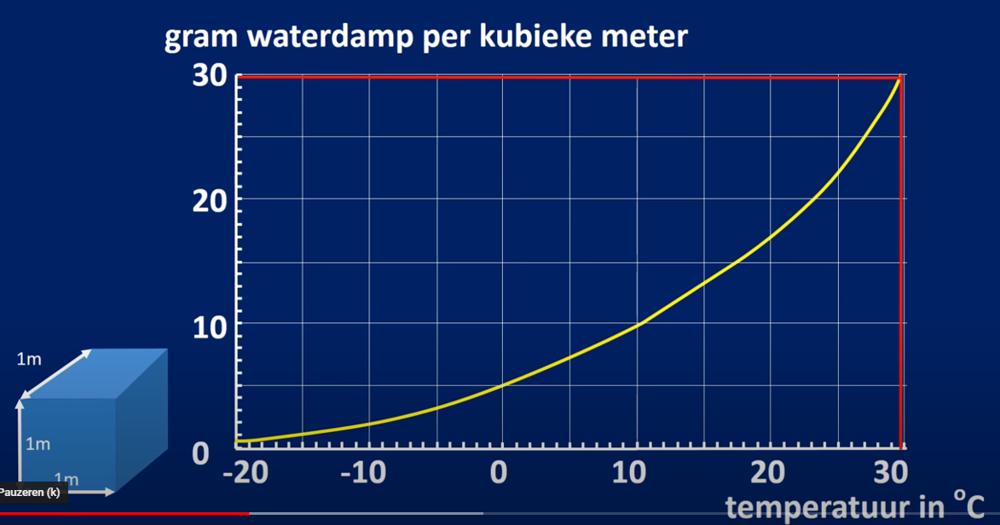 gram waterdamp per kubieke meter
30
20
10
0
-20 -10 0 10 20 30
temperatuur in °C
1m
1m
1m
Pauzeren (k)